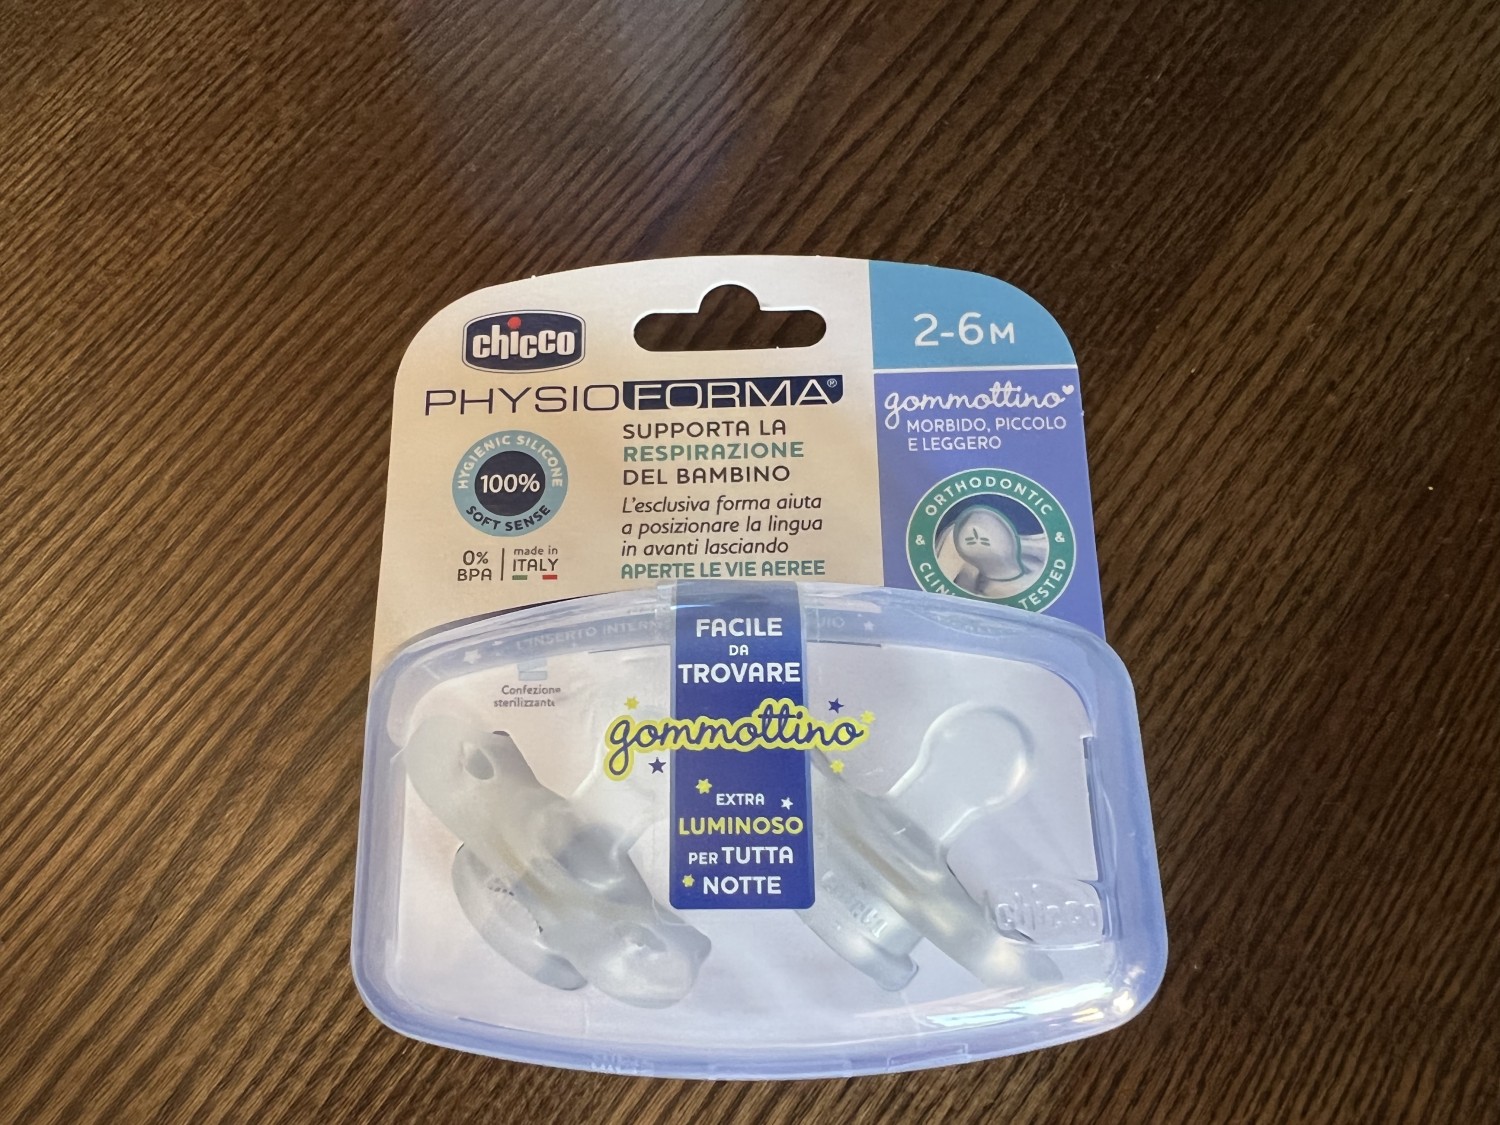 chicco
2-6M
PHYSIOFORMA®
gommottino
MORBIDO, PICCOLO
E LEGGERO
SUPPORTA LA
RESPIRAZIONE
DEL BAMBINO
HYGIENIC SILICONE
100%
SOFT SENSE
L'esclusiva forma aiuta
a posizionare la lingua
in avanti lasciando
APERTE LE VIE AEREE
0%
BPA
made in
ITALY
ORTHODONTIC
&
&
TESTED
L'INSERTO
FACILE
DA
TROVARE
Confezione
sterilizzante
gommottino
EXTRA
LUMINOSO
PER TUTTA
NOTTE
chicco